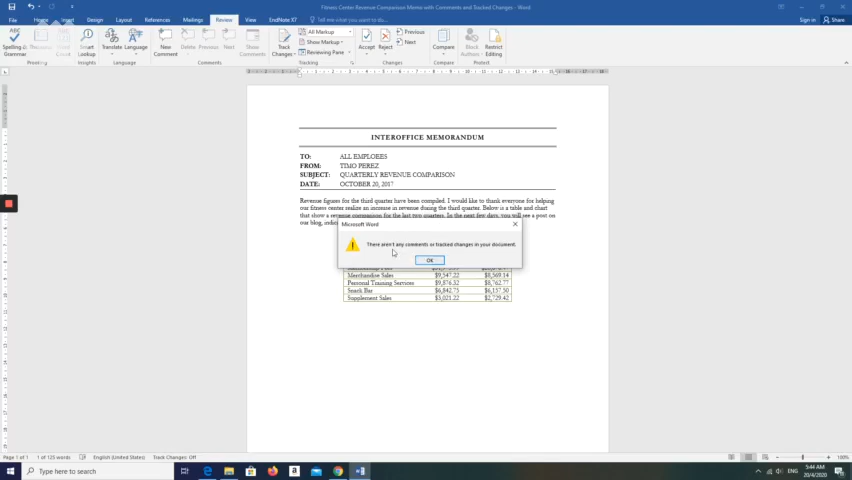 Fitness Center Revenue Comparison Memo with Comments and Tracked Changes - Word
Sign in Share
File Home Insert Design Layout References Mailings Review View EndNote X7 Tell me what you want to do...
Spelling & Grammar
Thesaurus
Word Count
Smart Lookup
Translate Language
New Comment
Delete Previous Next
Show Comments
Track Changes
All Markup
Show Markup
Reviewing Pane
Accept Reject
Previous
Next
Compare
Block Authors
Restrict Editing
Proofing Insights Language Comments Tracking Changes Compare Protect
INTEROFFICE MEMORANDUM
TO: ALL EMPLOEES
FROM: TIMO PEREZ
SUBJECT: QUARTERLY REVENUE COMPARISON
DATE: OCTOBER 20, 2017
Revenue figures for the third quarter have been compiled. I would like to thank everyone for helping
our fitness center realize an increase in revenue during the third quarter. Below is a table and chart
that show a revenue comparison for the last two quarters. In the next few days, you will see a post on
our blog, indic
Microsoft Word
There aren't any comments or tracked changes in your document.
OK
Merchandise Sales $9,547.22 $8,569.14
Personal Training Services $9,876.32 $8,762.77
Snack Bar $6,842.75 $6,157.50
Supplement Sales $3,021.22 $2,729.42
Page 1 of 1 1 of 125 words English (United States) Track Changes: Off 100%
Type here to search
ENG
5:44 AM
20/4/2020